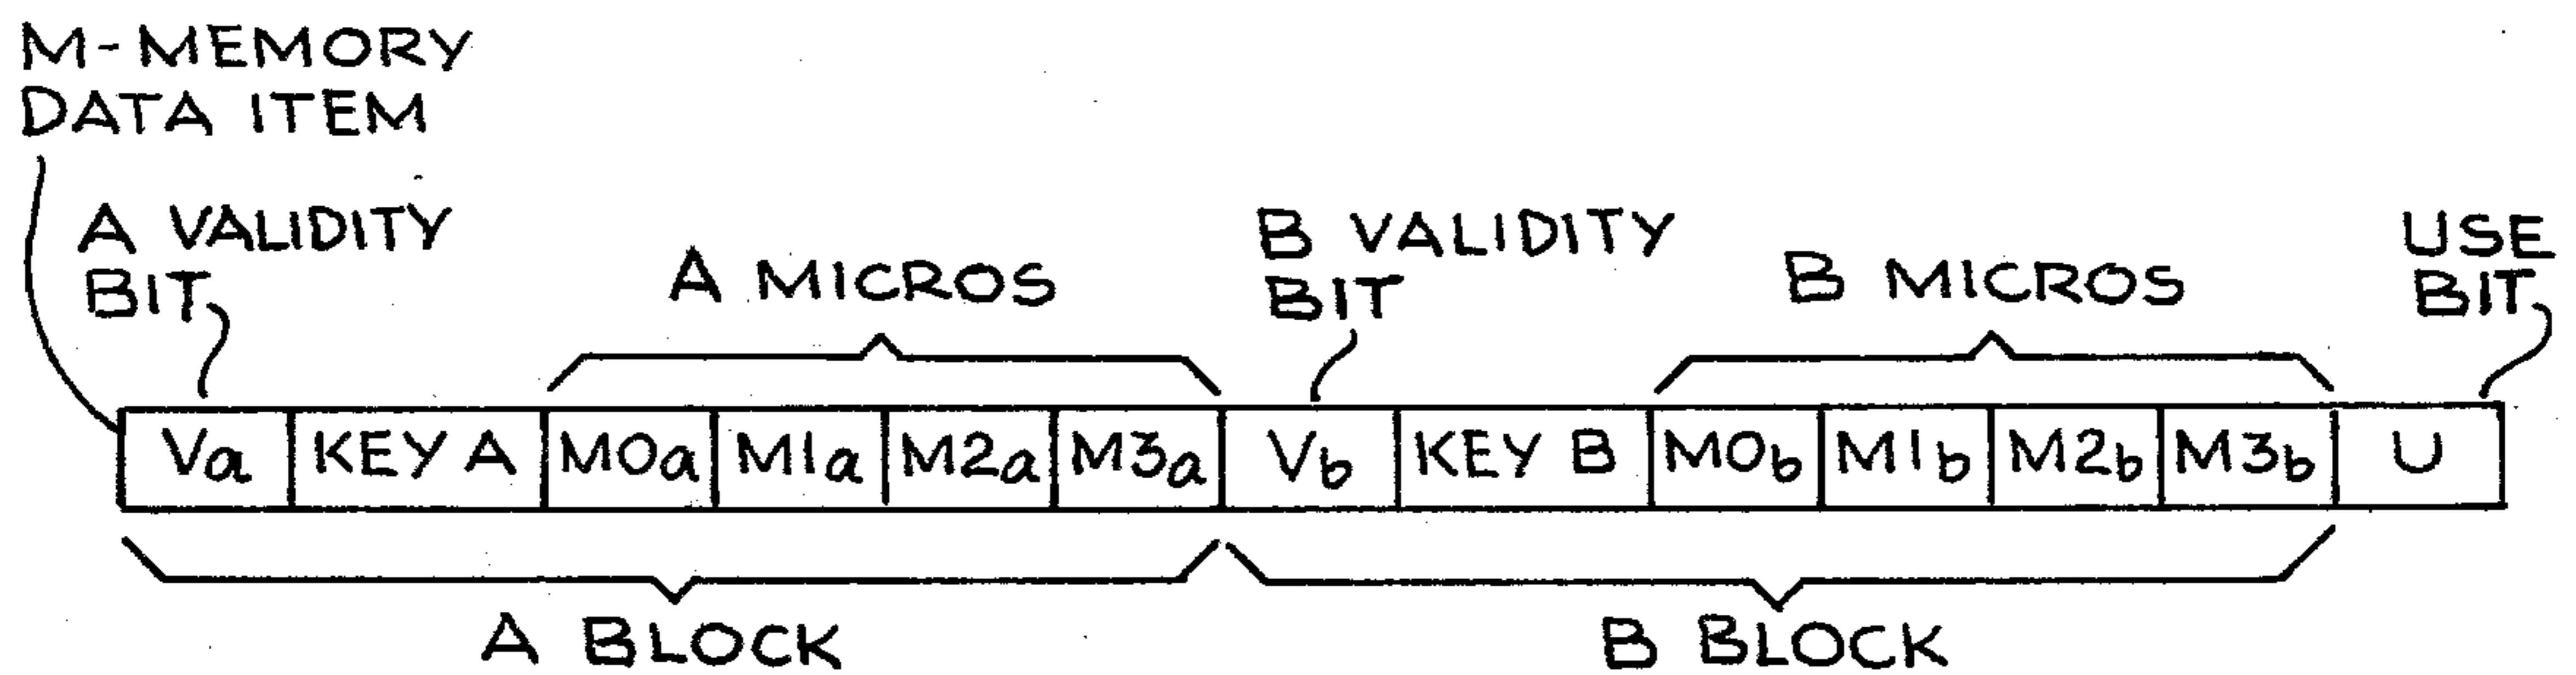 M-MEMORY
DATA ITEM
A VALIDITY
BIT
A MICROS
B VALIDITY
BIT
B MICROS
USE
BIT
Va KEY A M0a M1a M2a M3a Vb KEY B M0b M1b M2b M3b U
A BLOCK
B BLOCK